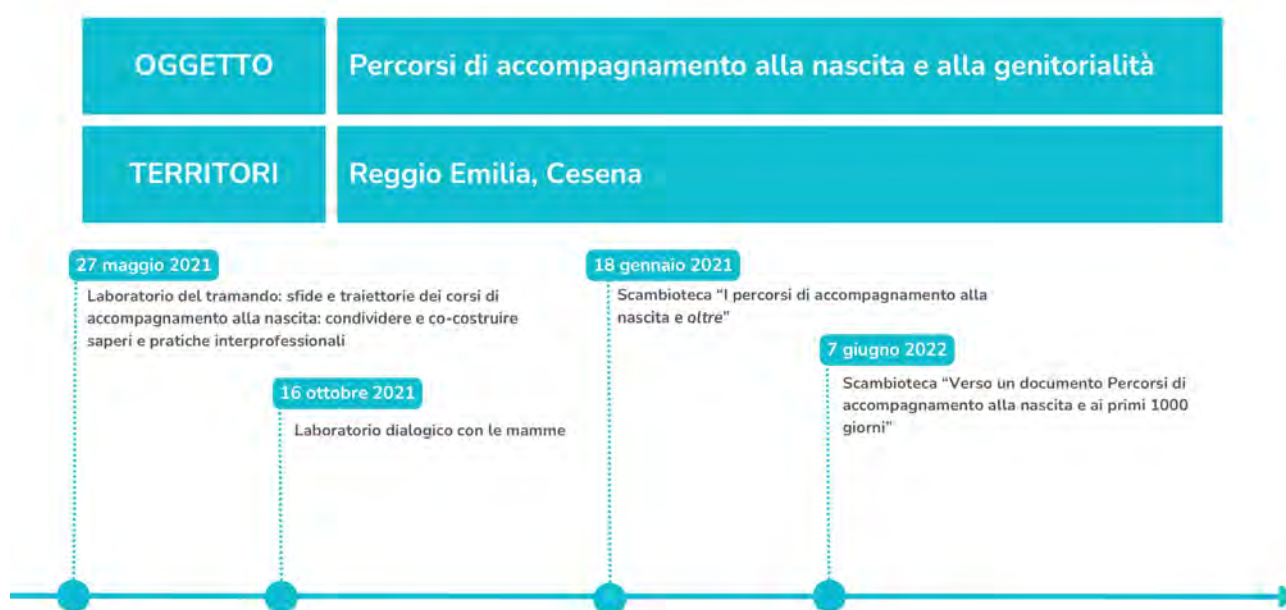 OGGETTO
Percorsi di accompagnamento alla nascita e alla genitorialità
TERRITORI
Reggio Emilia, Cesena
27 maggio 2021
Laboratorio del tramando: sfide e traiettorie dei corsi di
accompagnamento alla nascita: condividere e co-costruire
saperi e pratiche interprofessionali
16 ottobre 2021
Laboratorio dialogico con le mamme
18 gennaio 2021
Scambioteca “I percorsi di accompagnamento alla
nascita e oltre”
7 giugno 2022
Scambioteca “Verso un documento Percorsi di
accompagnamento alla nascita e ai primi 1000
giorni”